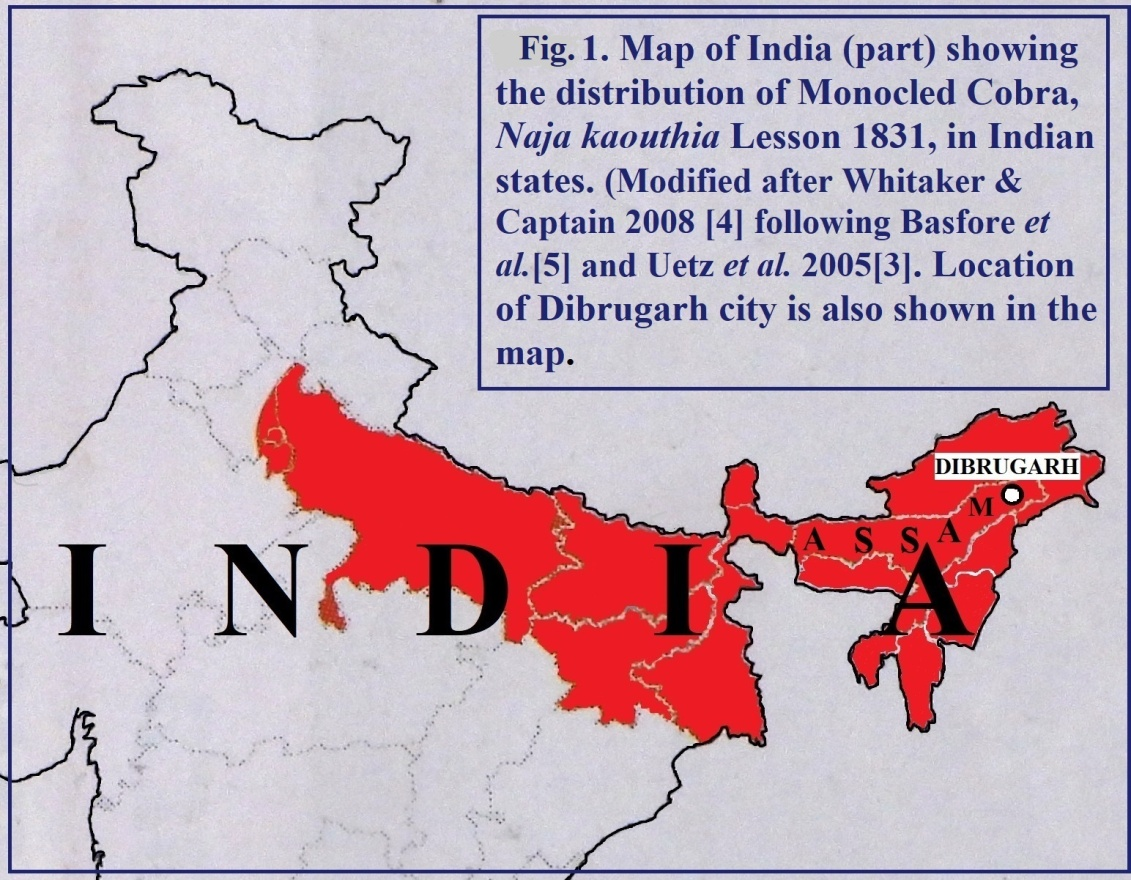 Fig. 1. Map of India (part) showing
the distribution of Monocled Cobra,
Naja kaouthia Lesson 1831, in Indian
states. (Modified after Whitaker &
Captain 2008 [4] following Basfore et
al.[5] and Uetz et al. 2005[3]. Location
of Dibrugarh city is also shown in the
map.
DIBRUGARH
A S S A M
I N D I A